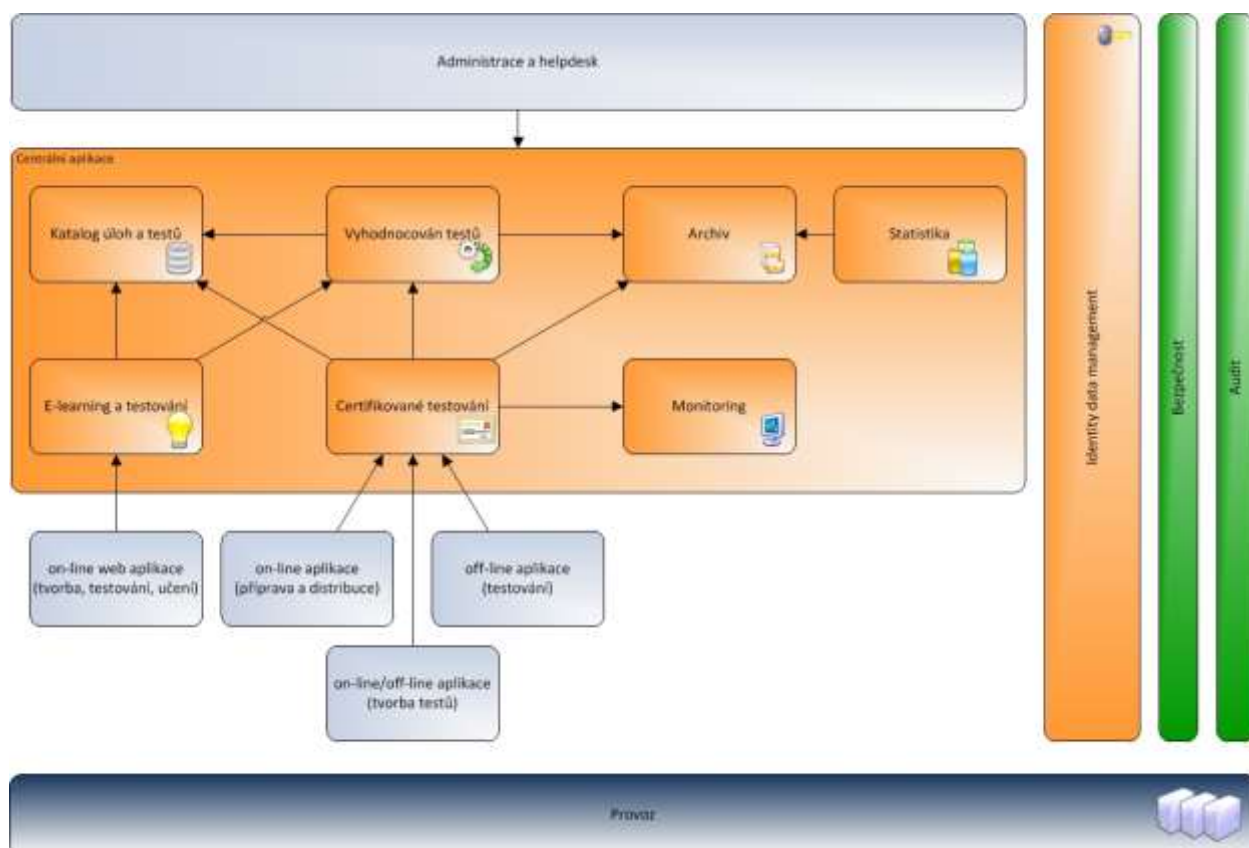 Administrace a helpdesk
Centrální aplikace
Katalog úloh a testů
Vyhodnocován testů
Archiv
Statistika
E-learning a testování
Certifikované testování
Monitoring
on-line web aplikace
(tvorba, testování, učení)
on-line aplikace
(příprava a distribuce)
off-line aplikace
(testování)
on-line/off-line aplikace
(tvorba testů)
Identity data management
Bezpečnost
Audit
Provoz